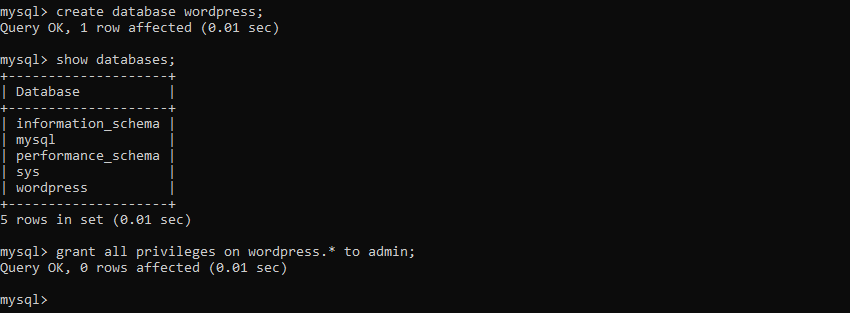 mysql> create database wordpress;
Query OK, 1 row affected (0.01 sec)
mysql> show databases;
+--------------------+
| Database           |
+--------------------+
| information_schema |
| mysql              |
| performance_schema |
| sys                |
| wordpress          |
+--------------------+
5 rows in set (0.01 sec)
mysql> grant all privileges on wordpress.* to admin;
Query OK, 0 rows affected (0.01 sec)
mysql>